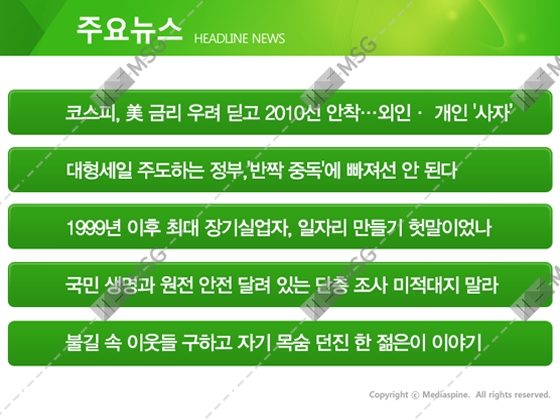 주요뉴스 HEADLINE NEWS
코스피, 美 금리 우려 딛고 2010선 안착…외인 · 개인 '사자'
대형세일 주도하는 정부,'반짝 중독'에 빠져선 안 된다
1999년 이후 최대 장기실업자, 일자리 만들기 헛말이었나
국민 생명과 원전 안전 달려 있는 단층 조사 미적대지 말라
불길 속 이웃들 구하고 자기 목숨 던진 한 젊은이 이야기
Copyright ⓒ Mediaspine. All rights reserved.
MSG
MSG
MSG
MSG
MSG
MSG